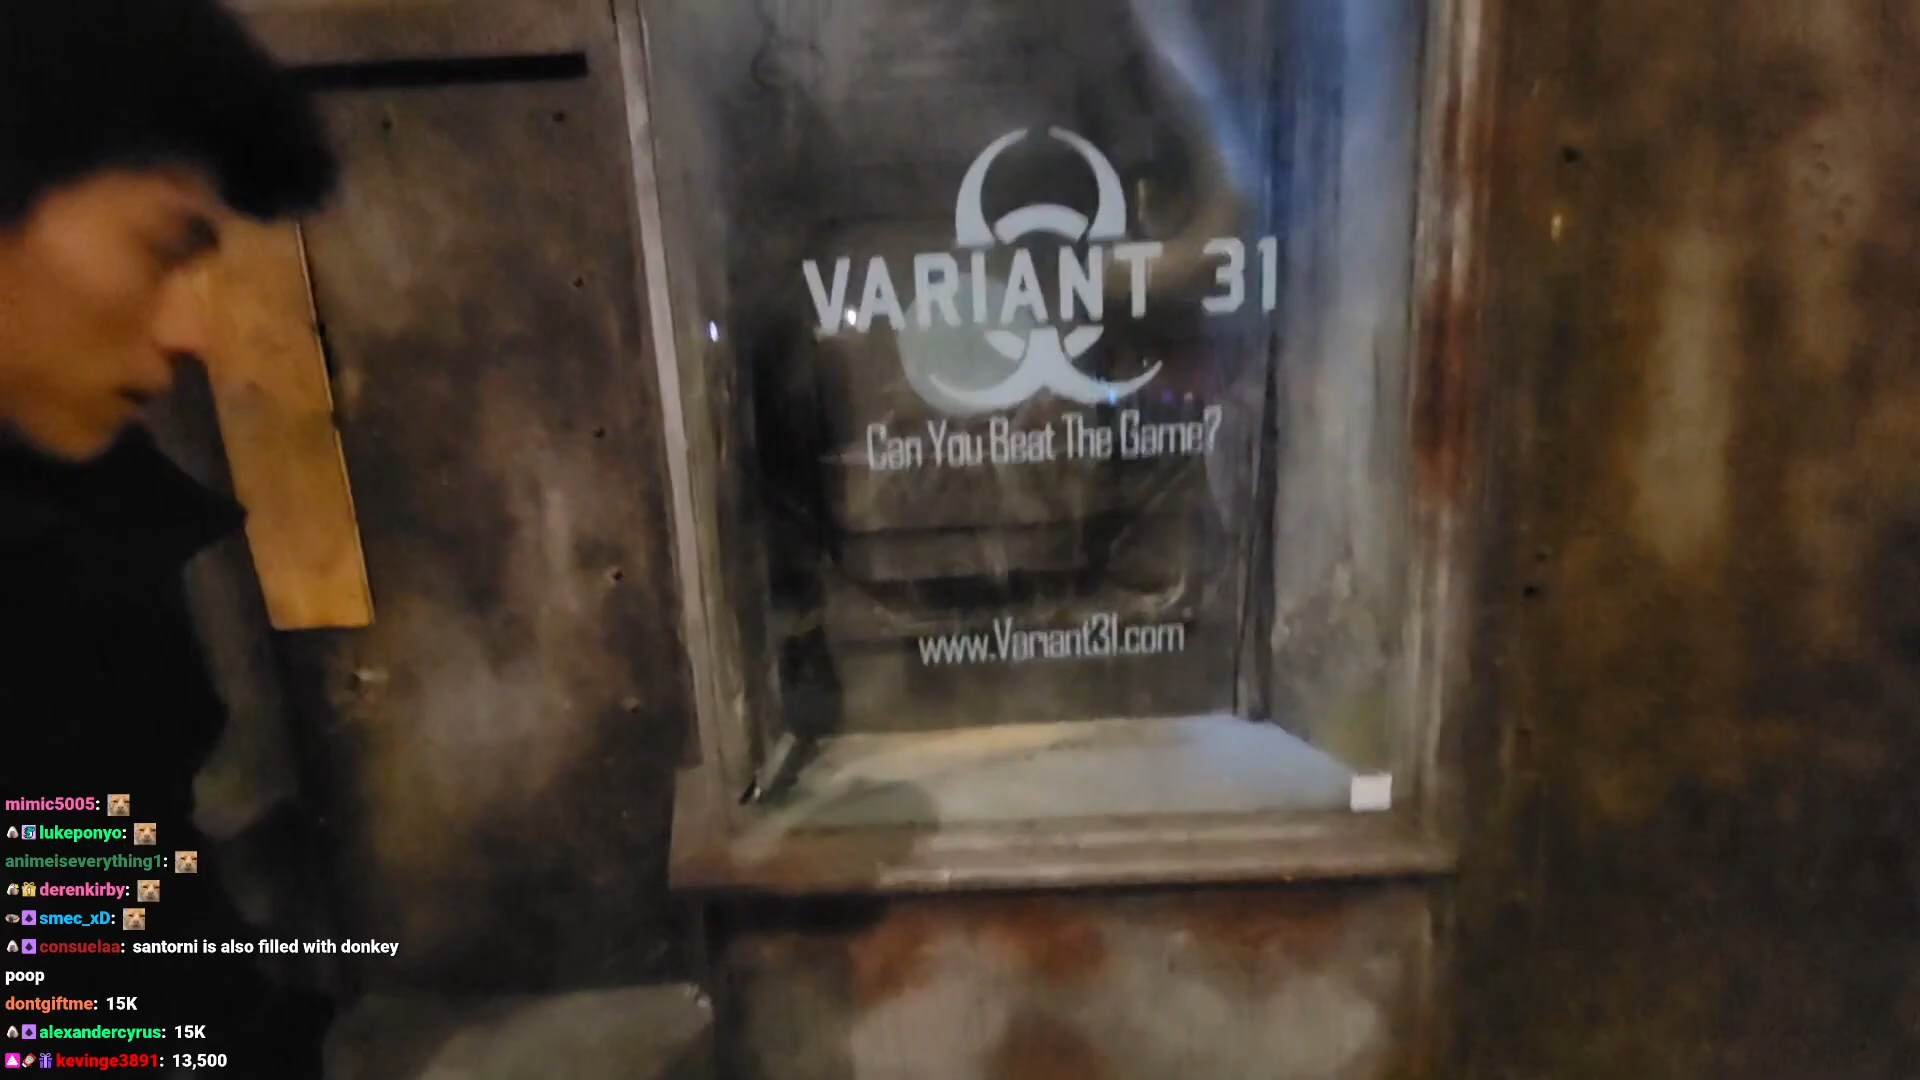 VARIANT 31
Can You Beat The Game?
www.Variant31.com
mimic5005:
lukeponyo:
animeiseverything1:
derenkirby:
smec_xD:
consuelaa: santorni is also filled with donkey
poop
dontgiftme: 15K
alexandercyrus: 15K
kevinge3891: 13,500